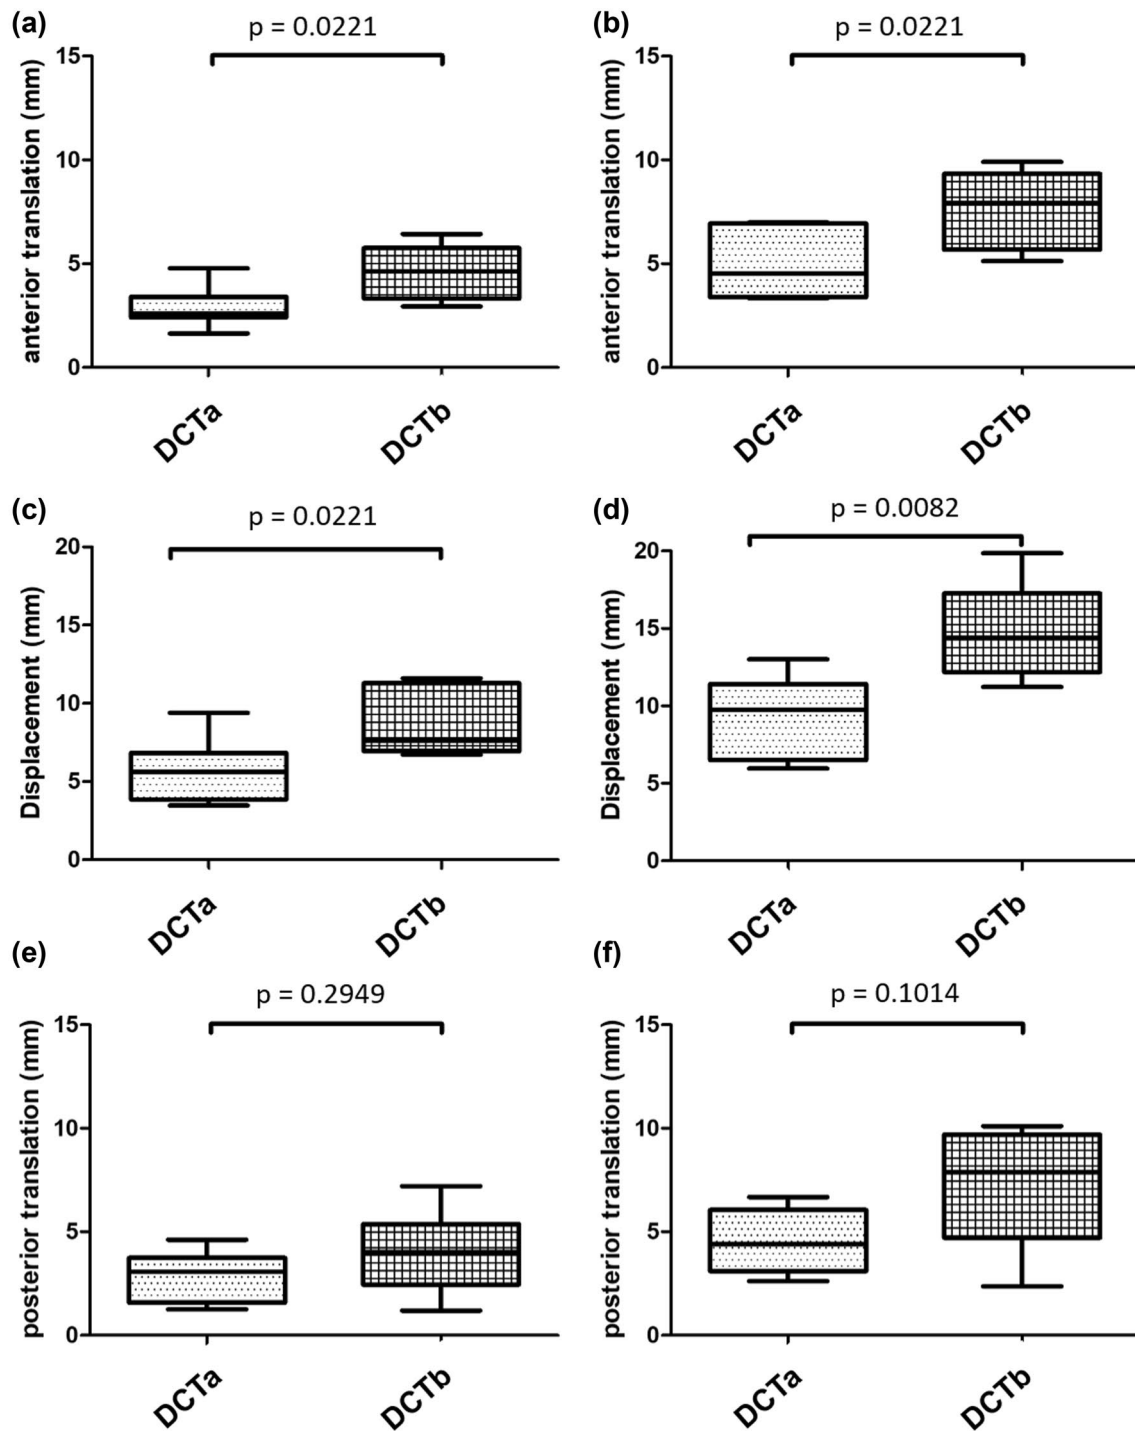 (a)
p = 0.0221
anterior translation (mm)
15
10
5
0
DCTa
DCTb
(b)
p = 0.0221
anterior translation (mm)
15
10
5
0
DCTa
DCTb
(c)
p = 0.0221
Displacement (mm)
20
15
10
5
0
DCTa
DCTb
(d)
p = 0.0082
Displacement (mm)
20
15
10
5
0
DCTa
DCTb
(e)
p = 0.2949
posterior translation (mm)
15
10
5
0
DCTa
DCTb
(f)
p = 0.1014
posterior translation (mm)
15
10
5
0
DCTa
DCTb